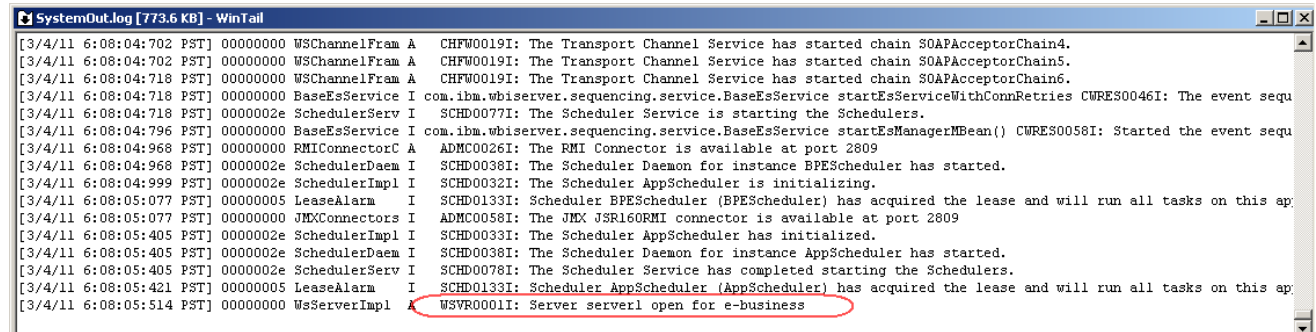 SystemOut.log [773.6 KB] - WinTail
[3/4/11 6:08:04:702 PST] 00000000 WSChannelFram A   CHFW0019I: The Transport Channel Service has started chain SOAPAcceptorChain4.
[3/4/11 6:08:04:702 PST] 00000000 WSChannelFram A   CHFW0019I: The Transport Channel Service has started chain SOAPAcceptorChain5.
[3/4/11 6:08:04:718 PST] 00000000 WSChannelFram A   CHFW0019I: The Transport Channel Service has started chain SOAPAcceptorChain6.
[3/4/11 6:08:04:718 PST] 00000000 BaseEsService I com.ibm.wbiserver.sequencing.service.BaseEsService startEsServiceWithConnRetries CWRES0046I: The event sequ
[3/4/11 6:08:04:718 PST] 0000002e SchedulerServ I   SCHD0077I: The Scheduler Service is starting the Schedulers.
[3/4/11 6:08:04:796 PST] 00000000 BaseEsService I com.ibm.wbiserver.sequencing.service.BaseEsService startEsManagerMBean() CWRES0058I: Started the event sequ
[3/4/11 6:08:04:968 PST] 00000000 RMIConnectorC A   ADMC0026I: The RMI Connector is available at port 2809
[3/4/11 6:08:04:968 PST] 0000002e SchedulerDaem I   SCHD0038I: The Scheduler Daemon for instance BPEScheduler has started.
[3/4/11 6:08:04:999 PST] 0000002e SchedulerImpl I   SCHD0032I: The Scheduler AppScheduler is initializing.
[3/4/11 6:08:05:077 PST] 00000005 LeaseAlarm    I   SCHD0133I: Scheduler BPEScheduler (BPEScheduler) has acquired the lease and will run all tasks on this ap
[3/4/11 6:08:05:077 PST] 00000000 JMXConnectors I   ADMC0058I: The JMX JSR160RMI connector is available at port 2809
[3/4/11 6:08:05:405 PST] 0000002e SchedulerImpl I   SCHD0033I: The Scheduler AppScheduler has initialized.
[3/4/11 6:08:05:405 PST] 0000002e SchedulerDaem I   SCHD0038I: The Scheduler Daemon for instance AppScheduler has started.
[3/4/11 6:08:05:405 PST] 0000002e SchedulerServ I   SCHD0078I: The Scheduler Service has completed starting the Schedulers.
[3/4/11 6:08:05:421 PST] 00000005 LeaseAlarm    I   SCHD0133I: Scheduler AppScheduler (AppScheduler) has acquired the lease and will run all tasks on this ap
[3/4/11 6:08:05:514 PST] 00000000 WsServerImpl  A   WSVR0001I: Server server1 open for e-business